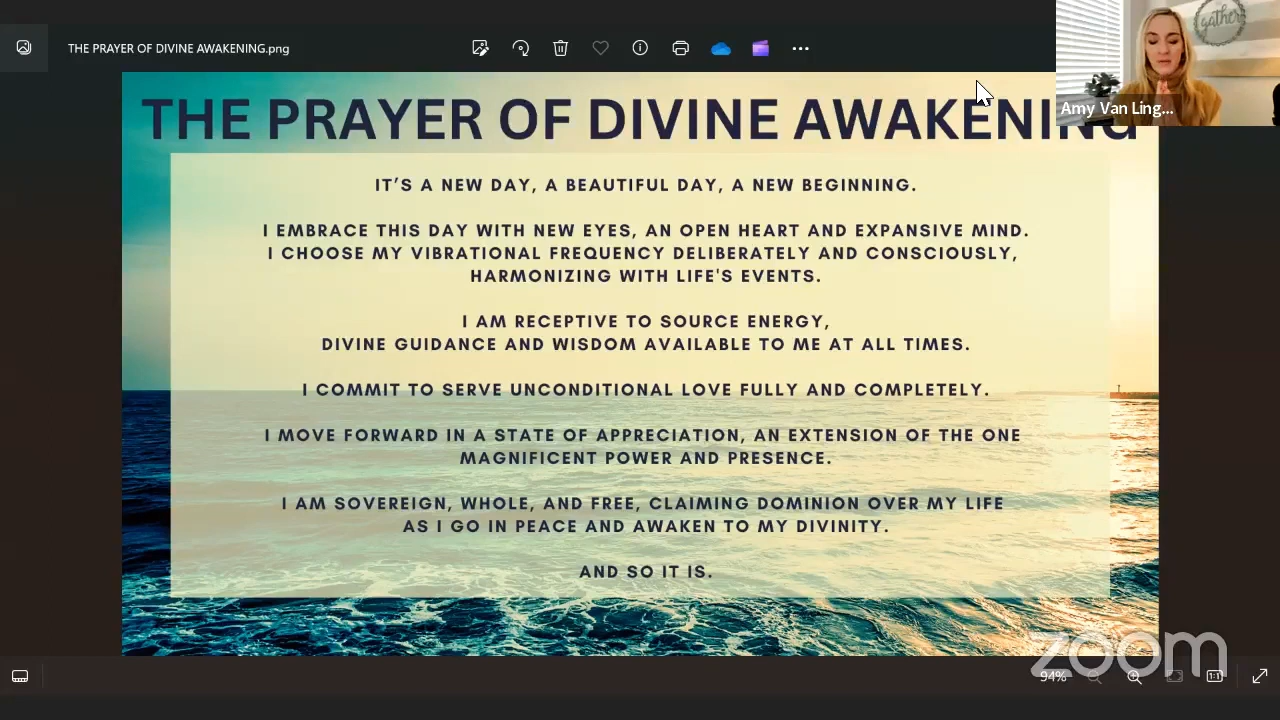 THE PRAYER OF DIVINE AWAKENING.png
gather
Amy Van Ling...
THE PRAYER OF DIVINE AWAKENING
IT'S A NEW DAY, A BEAUTIFUL DAY, A NEW BEGINNING.
I EMBRACE THIS DAY WITH NEW EYES, AN OPEN HEART AND EXPANSIVE MIND.
I CHOOSE MY VIBRATIONAL FREQUENCY DELIBERATELY AND CONSCIOUSLY,
HARMONIZING WITH LIFE'S EVENTS.
I AM RECEPTIVE TO SOURCE ENERGY,
DIVINE GUIDANCE AND WISDOM AVAILABLE TO ME AT ALL TIMES.
I COMMIT TO SERVE UNCONDITIONAL LOVE FULLY AND COMPLETELY.
I MOVE FORWARD IN A STATE OF APPRECIATION, AN EXTENSION OF THE ONE
MAGNIFICENT POWER AND PRESENCE.
I AM SOVEREIGN, WHOLE, AND FREE, CLAIMING DOMINION OVER MY LIFE
AS I GO IN PEACE AND AWAKEN TO MY DIVINITY.
AND SO IT IS.
zoom
94%
1:1